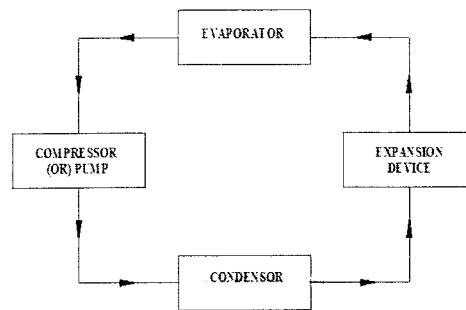 EVAPORATOR
COMPRESSOR
(OR) PUMP
EXPANSION
DEVICE
CONDENSOR